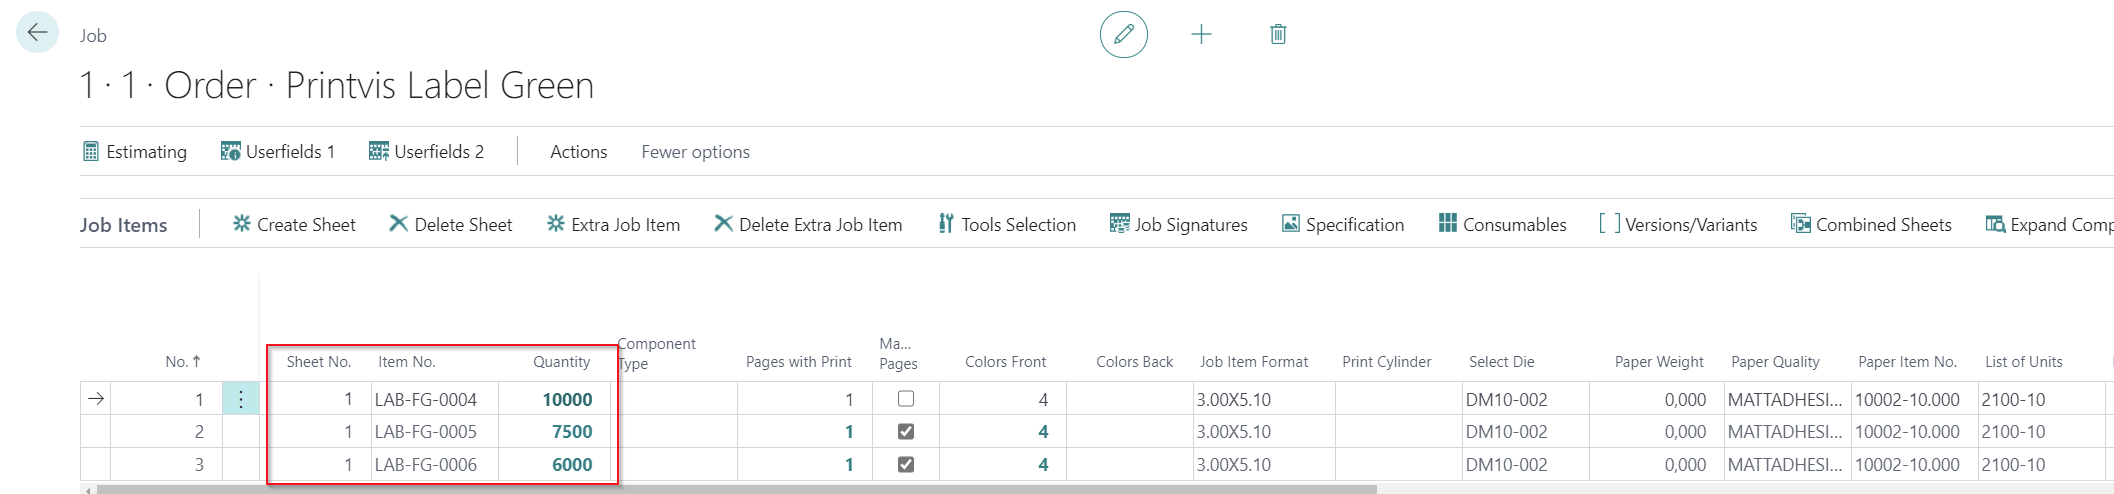 Job
1 · 1 · Order · Printvis Label Green
Estimating Userfields 1 Userfields 2 Actions Fewer options
Job Items Create Sheet Delete Sheet Extra Job Item Delete Extra Job Item Tools Selection Job Signatures Specification Consumables Versions/Variants Combined Sheets Expand Comp
No.↑ Sheet No. Item No. Quantity Component Type Pages with Print Ma... Pages Colors Front Colors Back Job Item Format Print Cylinder Select Die Paper Weight Paper Quality Paper Item No. List of Units
1 1 LAB-FG-0004 10000 1 4 3.00X5.10 DM10-002 0,000 MATTADHESI... 10002-10.000 2100-10
2 1 LAB-FG-0005 7500 1 4 3.00X5.10 DM10-002 0,000 MATTADHESI... 10002-10.000 2100-10
3 1 LAB-FG-0006 6000 1 4 3.00X5.10 DM10-002 0,000 MATTADHESI... 10002-10.000 2100-10